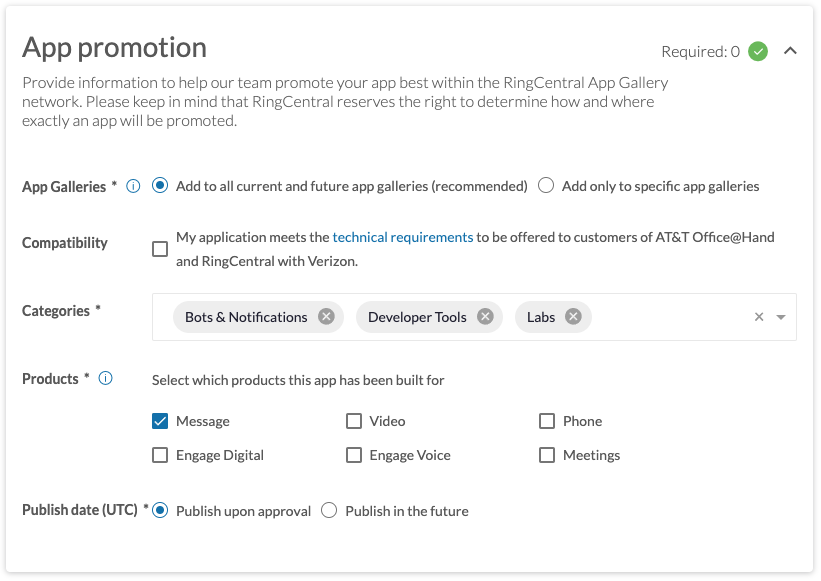 App promotion
Required: 0
Provide information to help our team promote your app best within the RingCentral App Gallery
network. Please keep in mind that RingCentral reserves the right to determine how and where
exactly an app will be promoted.
App Galleries * Add to all current and future app galleries (recommended) Add only to specific app galleries
Compatibility
My application meets the technical requirements to be offered to customers of AT&T Office@Hand
and RingCentral with Verizon.
Categories * Bots & Notifications Developer Tools Labs
Products * Select which products this app has been built for
Message Video Phone
Engage Digital Engage Voice Meetings
Publish date (UTC) * Publish upon approval Publish in the future